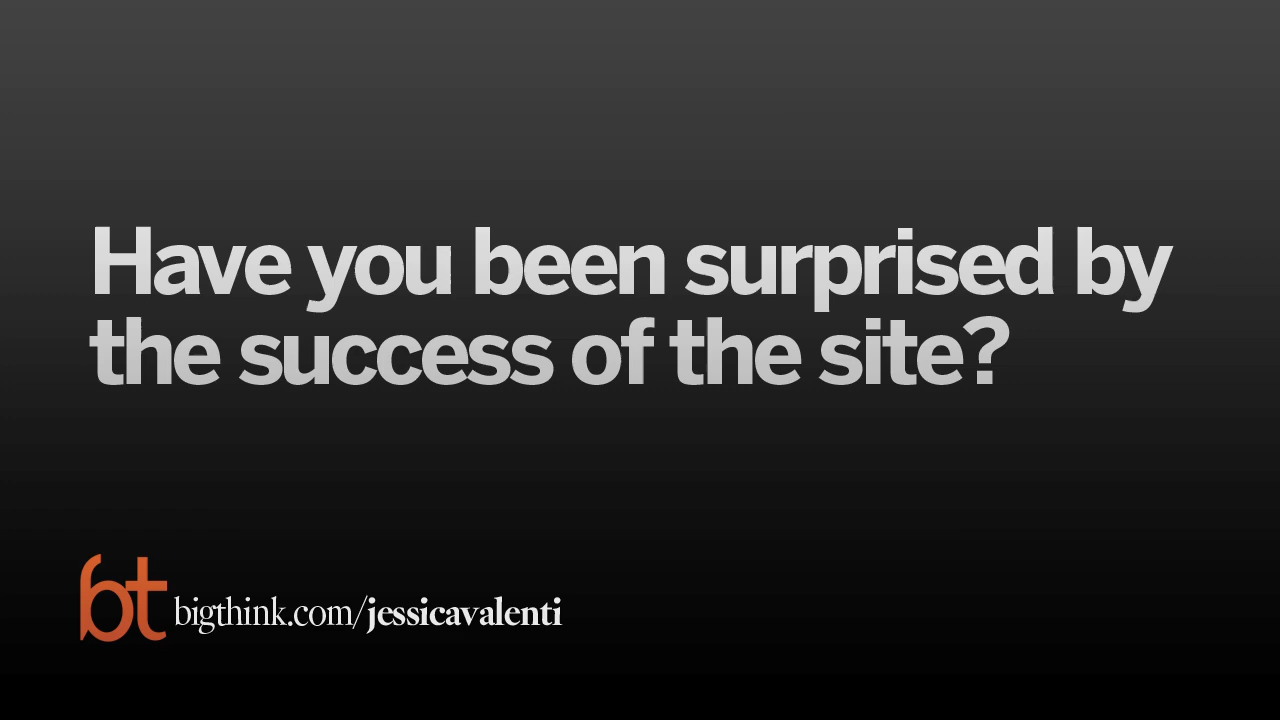 Have you been surprised by
the success of the site?
bt bigthink.com/jessicavalenti